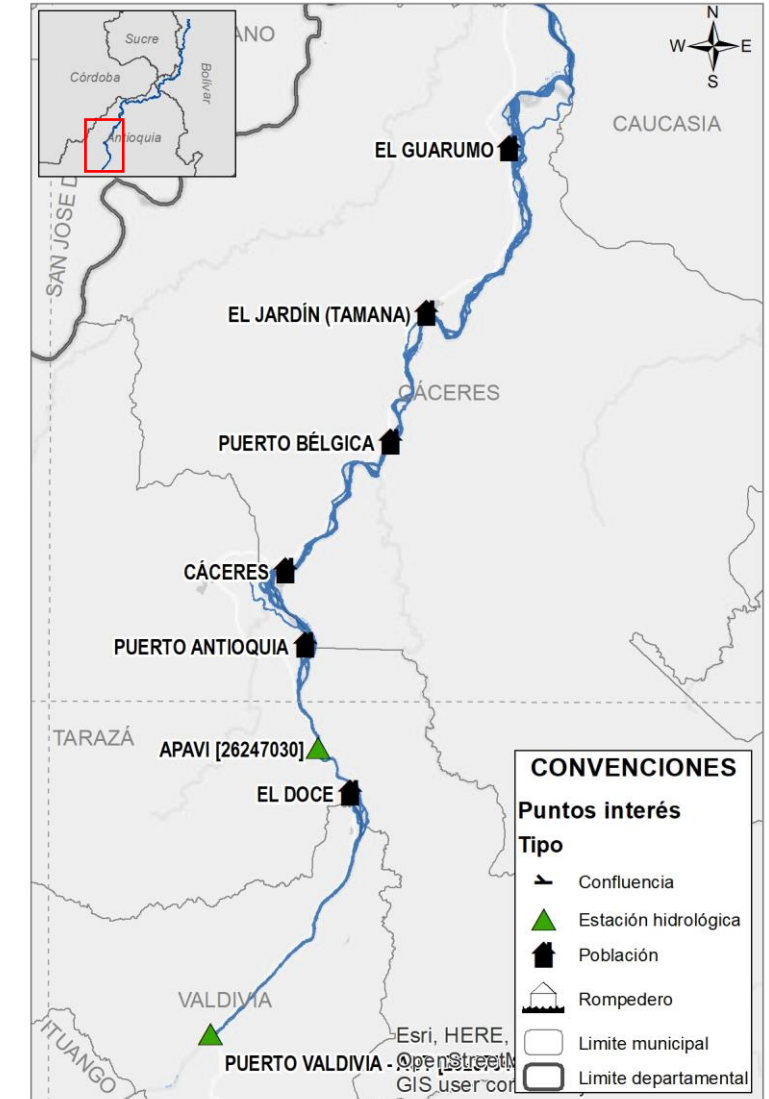 Sucre
Córdoba
Bolivar
Antioquia
ANO
N
W E
S
CAUCASIA
EL GUARUMO
SAN JOSE D
EL JARDÍN (TAMANA)
CÁCERES
PUERTO BÉLGICA
CÁCERES
PUERTO ANTIOQUIA
TARAZÁ
APAVI [26247030]
EL DOCE
VALDIVIA
ITUANGO
PUERTO VALDIVIA -
Esri, HERE,
GIS user
CONVENCIONES
Puntos interés
Tipo
Confluencia
Estación hidrológica
Población
Rompedero
Limite municipal
Limite departamental